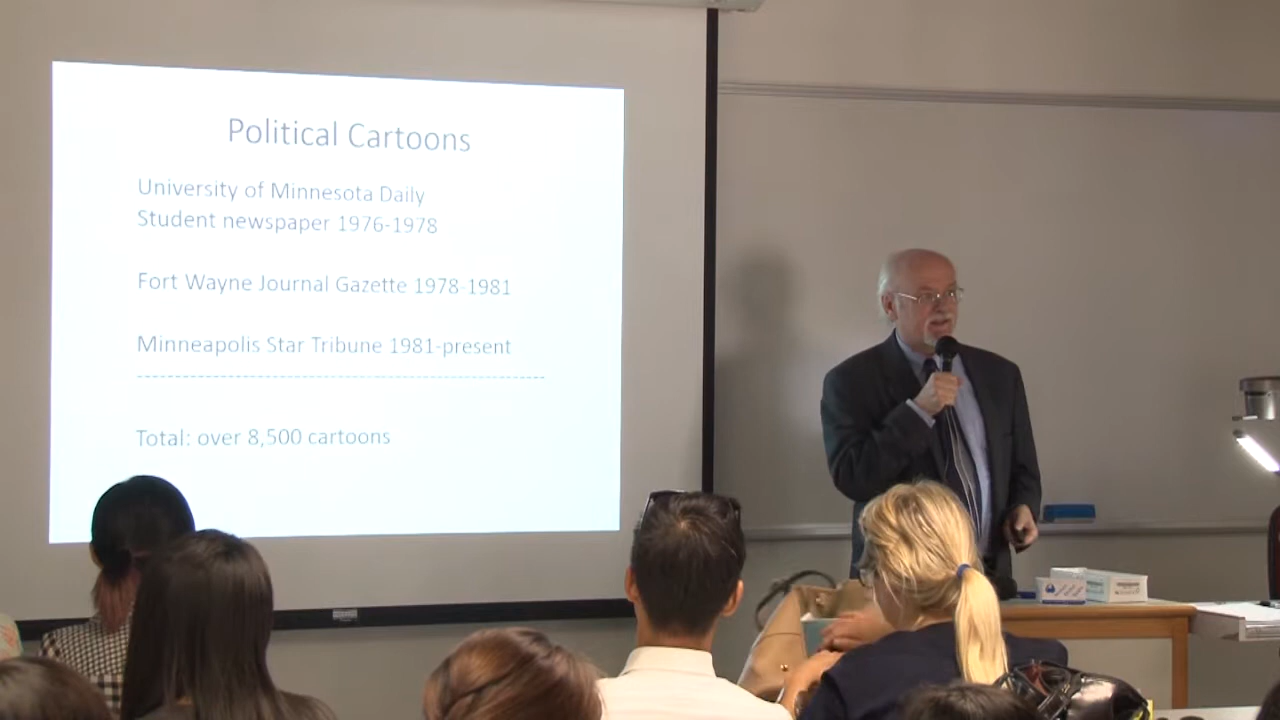 Political Cartoons
University of Minnesota Daily
Student newspaper 1976-1978
Fort Wayne Journal Gazette 1978-1981
Minneapolis Star Tribune 1981-present
--------------------------------------------------------------
Total: over 8,500 cartoons